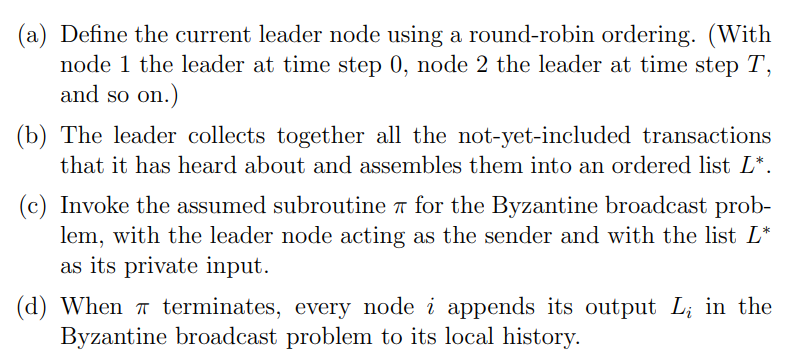 (a) Define the current leader node using a round-robin ordering. (With
node 1 the leader at time step 0, node 2 the leader at time step T,
and so on.)
(b) The leader collects together all the not-yet-included transactions
that it has heard about and assembles them into an ordered list L*.
(c) Invoke the assumed subroutine π for the Byzantine broadcast prob-
lem, with the leader node acting as the sender and with the list L*
as its private input.
(d) When π terminates, every node i appends its output Lᵢ in the
Byzantine broadcast problem to its local history.